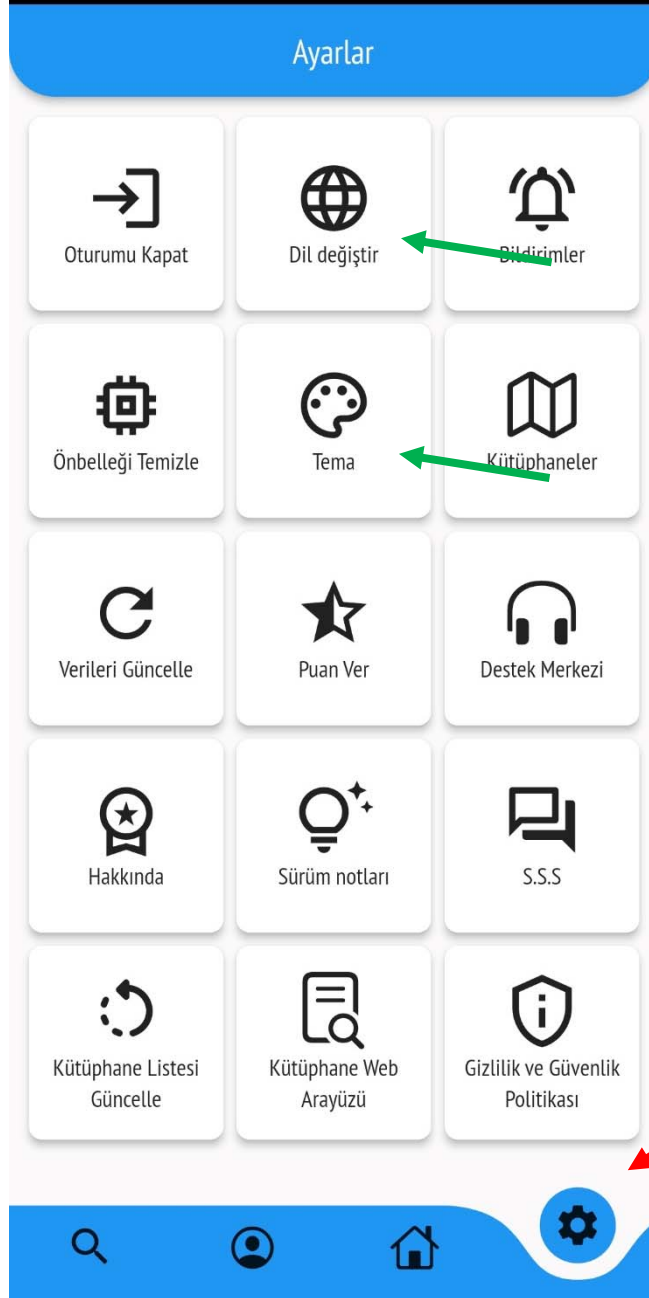 Ayarlar
Oturumu Kapat
Dil değiştir
Bildirimler
Önbelleği Temizle
Tema
Kütüphaneler
Verileri Güncelle
Puan Ver
Destek Merkezi
Hakkında
Sürüm notları
S.S.S
Kütüphane Listesi
Güncelle
Kütüphane Web
Arayüzü
Gizlilik ve Güvenlik
Politikası